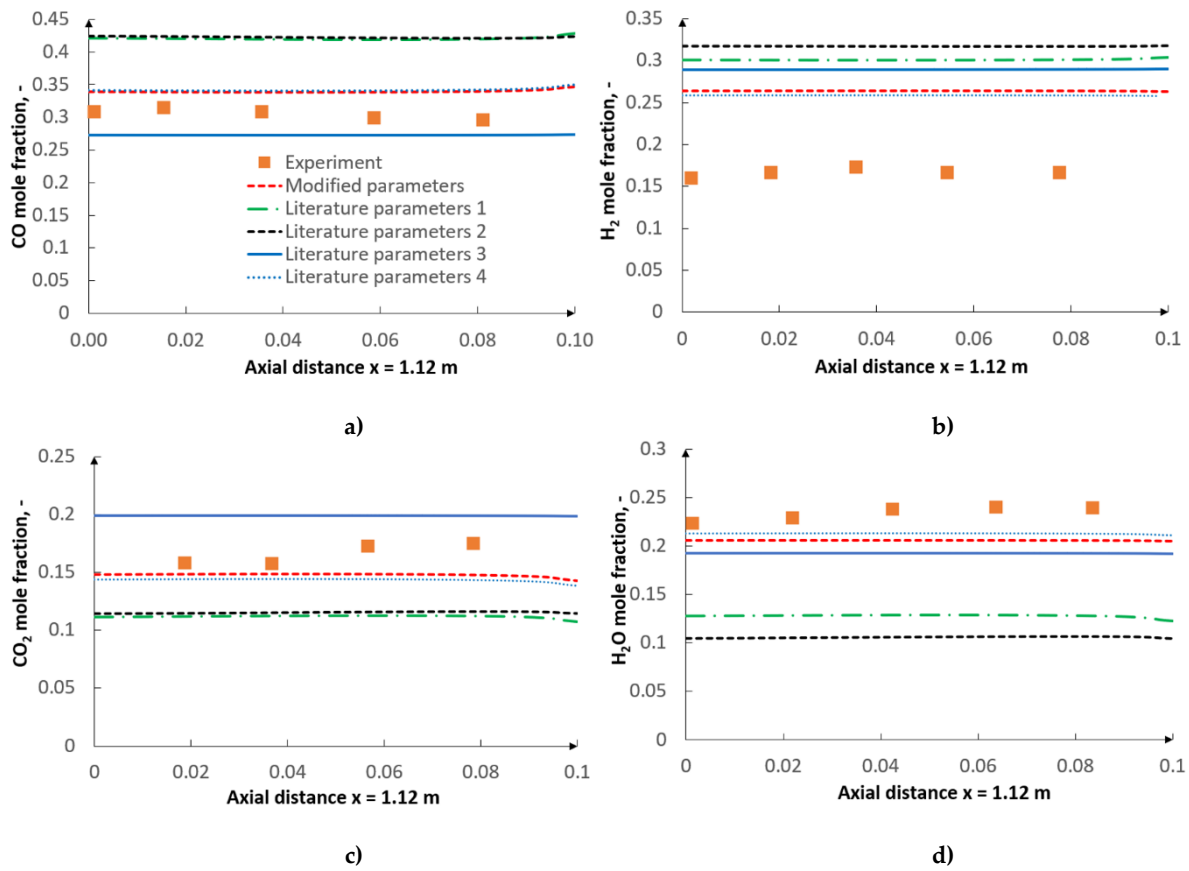 0.45
0.4
0.35
0.3
0.25
0.2
0.15
0.1
0.05
0
CO mole fraction, -
Experiment
Modified parameters
Literature parameters 1
Literature parameters 2
Literature parameters 3
Literature parameters 4
0.00 0.02 0.04 0.06 0.08 0.10
Axial distance x = 1.12 m
a)
0.35
0.3
0.25
0.2
0.15
0.1
0.05
0
H2 mole fraction, -
0 0.02 0.04 0.06 0.08 0.1
Axial distance x = 1.12 m
b)
0.25
0.2
0.15
0.1
0.05
0
CO2 mole fraction, -
0 0.02 0.04 0.06 0.08 0.1
Axial distance x = 1.12 m
c)
0.3
0.25
0.2
0.15
0.1
0.05
0
H2O mole fraction, -
0 0.02 0.04 0.06 0.08 0.1
Axial distance x = 1.12 m
d)